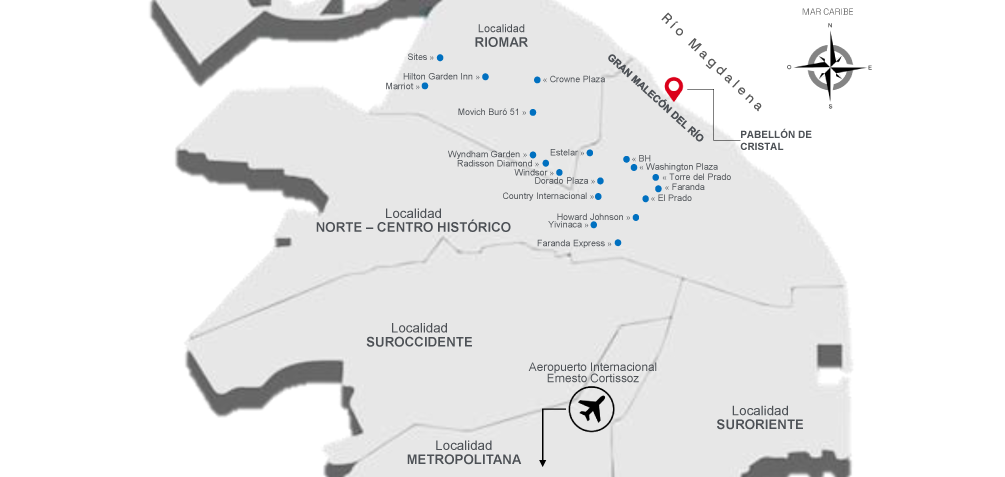 MAR CARIBE
N
O
E
S
Río Magdalena
GRAN MALECÓN DEL RÍO
PABELLÓN DE
CRISTAL
Localidad
RIOMAR
Sites »
Hilton Garden Inn »
Marriot »
« Crowne Plaza
Movich Buró 51 »
Wyndham Garden »
Radisson Diamond »
Windsor »
Estelar »
Dorado Plaza »
Country Internacional »
« BH
« Washington Plaza
« Torre del Prado
« Faranda
« El Prado
Howard Johnson »
Yivinaca »
Faranda Express »
Localidad
NORTE – CENTRO HISTÓRICO
Localidad
SUROCCIDENTE
Aeropuerto Internacional
Ernesto Cortissoz
Localidad
SURORIENTE
Localidad
METROPOLITANA